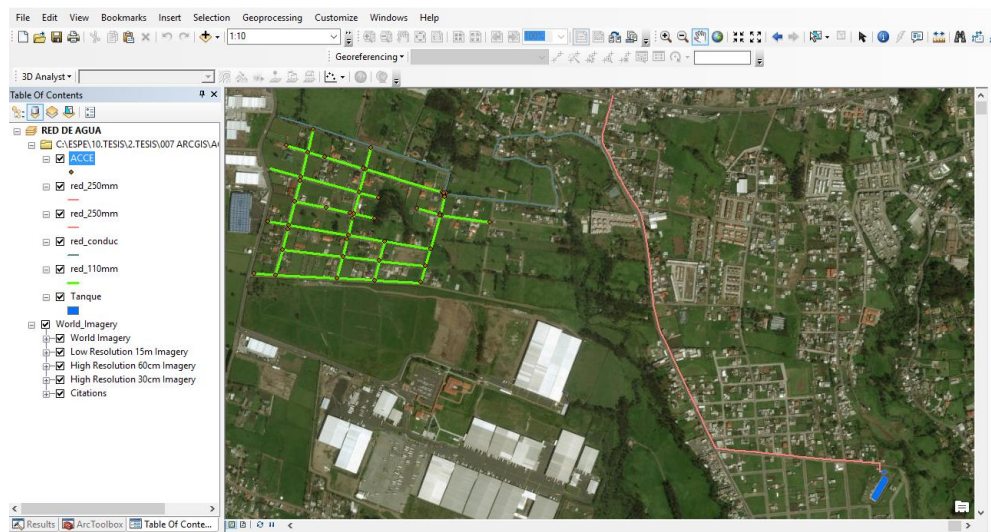 File Edit View Bookmarks Insert Selection Geoprocessing Customize Windows Help
1:10 100%
Georeferencing
3D Analyst
Table Of Contents
RED DE AGUA
C:\ESPE\10.TESIS\2.TESIS\007 ARCGIS\A
ACCE
red_250mm
red_250mm
red_conduc
red_110mm
Tanque
World_Imagery
World Imagery
Low Resolution 15m Imagery
High Resolution 60cm Imagery
High Resolution 30cm Imagery
Citations
Results ArcToolbox Table Of Conte...